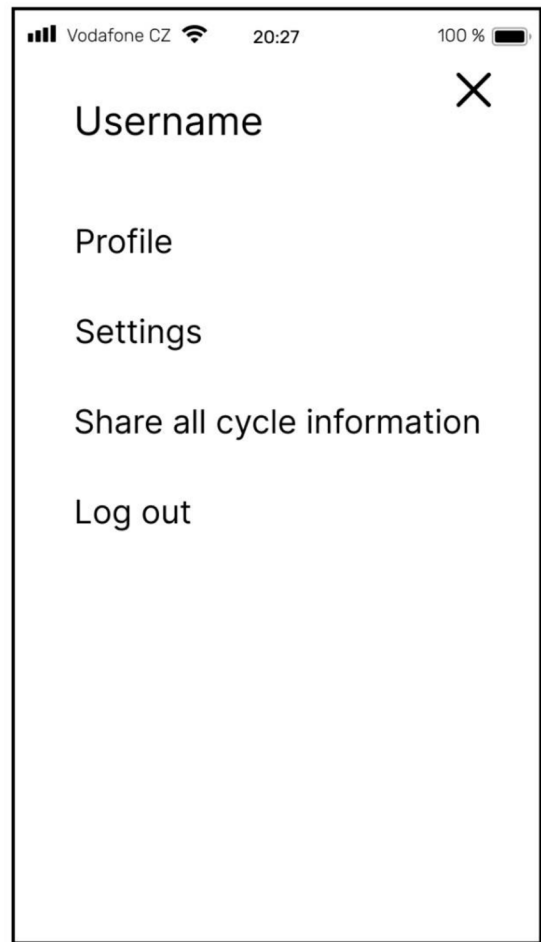 Vodafone CZ 20:27 100 %
Username
Profile
Settings
Share all cycle information
Log out